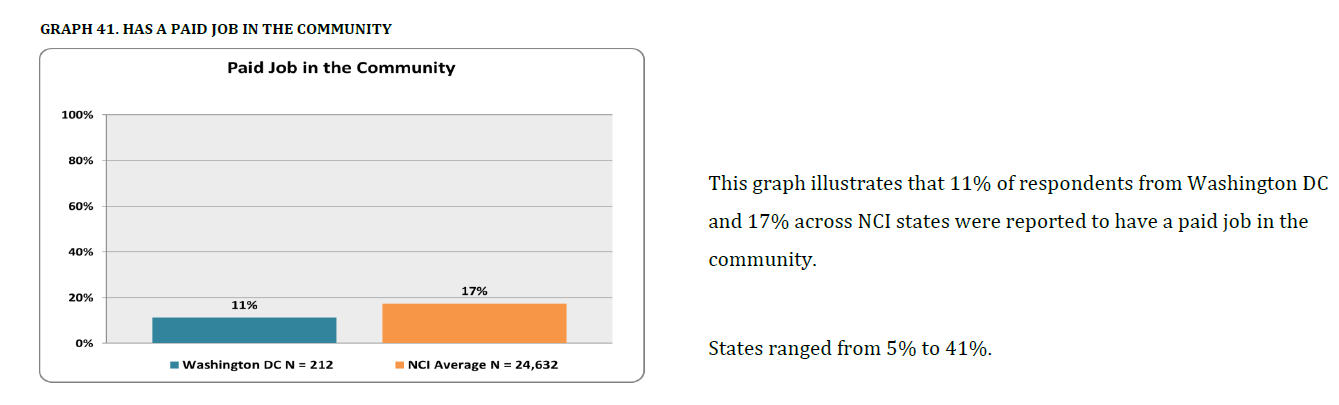 GRAPH 41. HAS A PAID JOB IN THE COMMUNITY
Paid Job in the Community
100%
80%
60%
40%
20%
0%
11%
17%
Washington DC N = 212
NCI Average N = 24,632
This graph illustrates that 11% of respondents from Washington DC
and 17% across NCI states were reported to have a paid job in the
community.
States ranged from 5% to 41%.